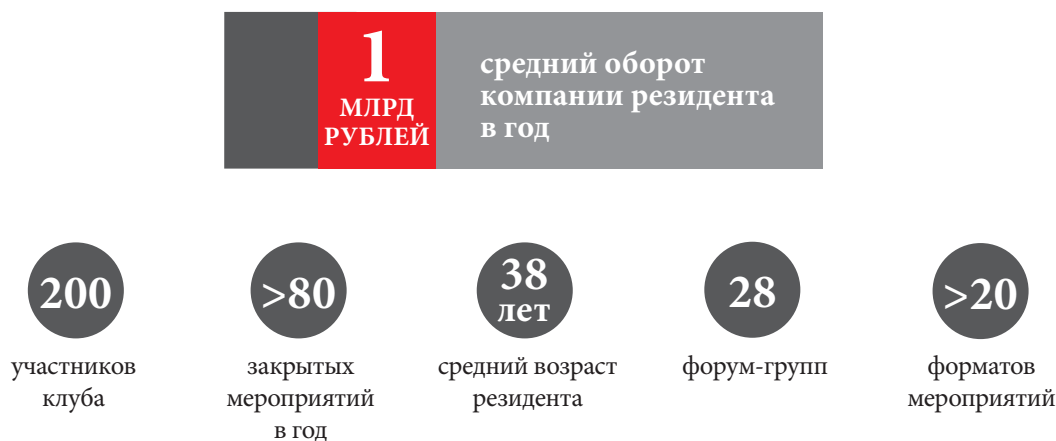 1
МЛРД
РУБЛЕЙ
средний оборот
компании резидента
в год
200
участников
клуба
>80
закрытых
мероприятий
в год
38
лет
средний возраст
резидента
28
форум-групп
>20
форматов
мероприятий